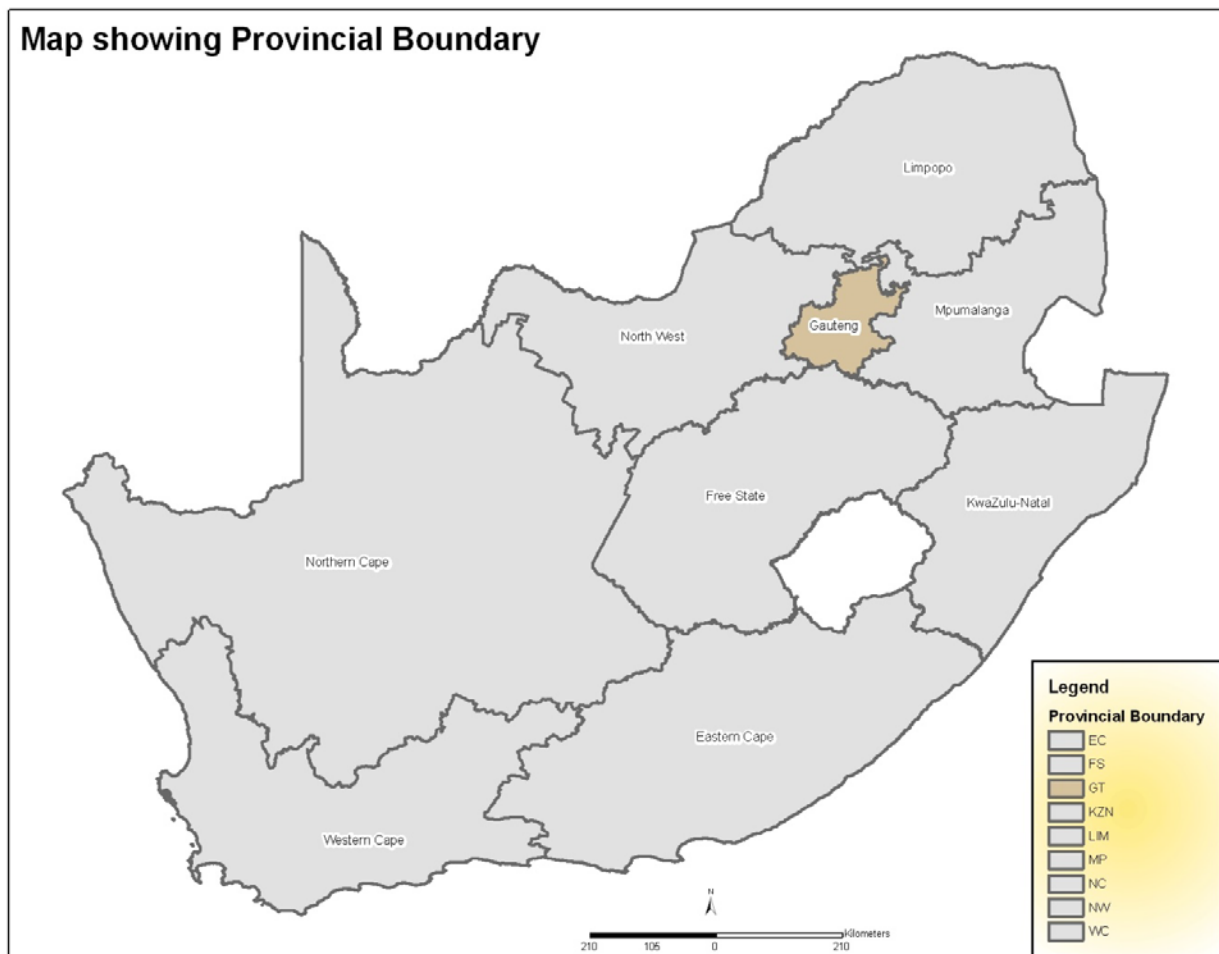 Map showing Provincial Boundary
Limpopo
Mpumalanga
Gauteng
North West
Free State
KwaZulu-Natal
Northern Cape
Eastern Cape
Western Cape
Legend
Provincial Boundary
EC
FS
GT
KZN
LIM
MP
NC
NW
WC
N
Kilometers
210 105 0 210